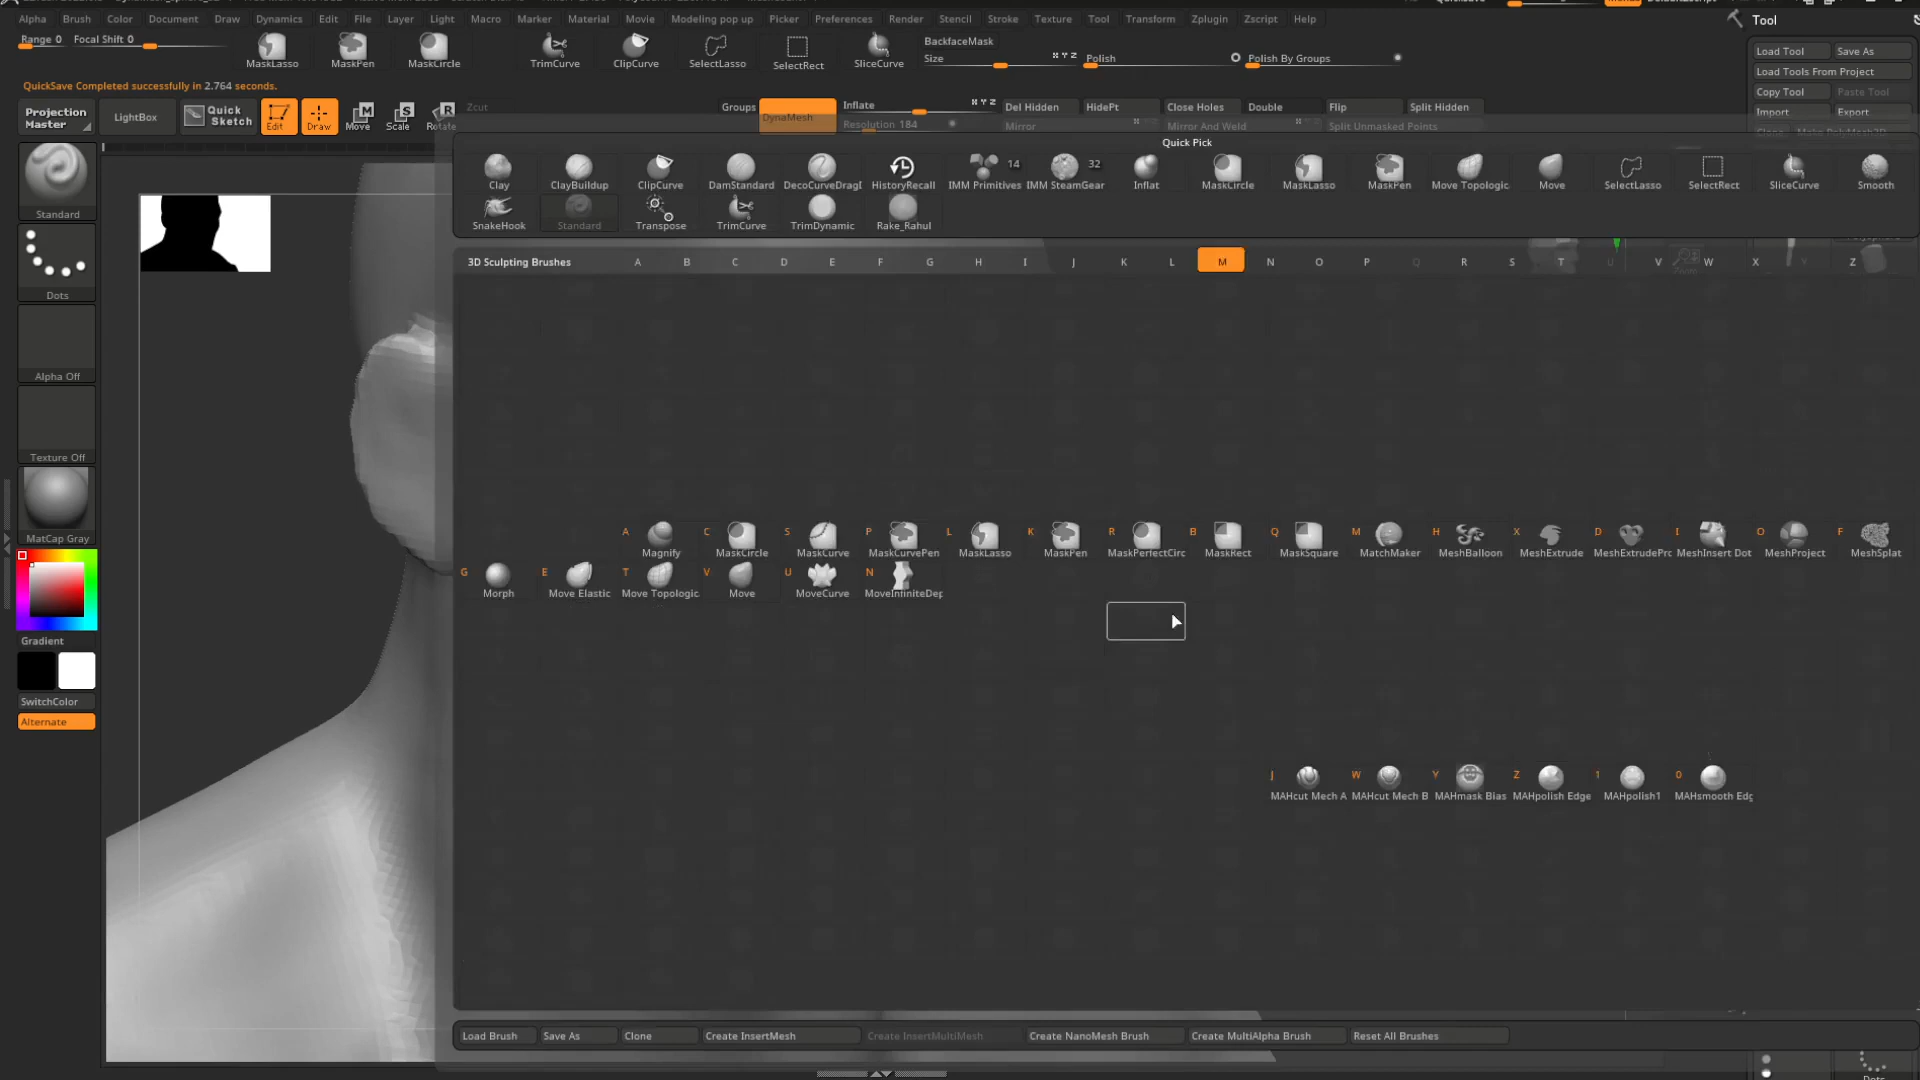 Alpha Brush Color Document Draw Dynamics Edit File Layer Light Macro Marker Material Movie Modeling pop up Picker Preferences Render Stencil Stroke Texture Tool Transform Zplugin Zscript Help
Tool
Range 0 Focal Shift 0
MaskLasso MaskPen MaskCircle TrimCurve ClipCurve SelectLasso SelectRect SliceCurve
BackfaceMask
Size X Y Z Polish Polish By Groups
Load Tool Save As
Load Tools From Project
Copy Tool Paste Tool
Import Export
QuickSave Completed successfully in 2.764 seconds.
Projection Master
LightBox
Quick Sketch
Edit Draw Move Scale Rotate
Zcut
Groups DynaMesh Inflate X Y Z Del Hidden HidePt Close Holes Double Flip Split Hidden
Resolution 184 Mirror Mirror And Weld Split Unmasked Points
Quick Pick
14 32
Clay ClayBuildup ClipCurve DamStandard DecoCurveDragI HistoryRecall IMM Primitives IMM SteamGear Inflat MaskCircle MaskLasso MaskPen Move Topologic Move SelectLasso SelectRect SliceCurve Smooth
SnakeHook Standard Transpose TrimCurve TrimDynamic Rake_Rahul
3D Sculpting Brushes A B C D E F G H I J K L M N O P Q R S T U V W X Y Z
Standard
Dots
Alpha Off
Texture Off
MatCap Gray
Gradient
SwitchColor
Alternate
A C S P L K R B Q M H X D I O F
Magnify MaskCircle MaskCurve MaskCurvePen MaskLasso MaskPen MaskPerfectCirc MaskRect MaskSquare MatchMaker MeshBalloon MeshExtrude MeshExtrudePrc MeshInsert Dot MeshProject MeshSplat
G E T V U N
Morph Move Elastic Move Topologic Move MoveCurve MoveInfiniteDep
J W Y Z 1 0
MAHcut Mech A MAHcut Mech B MAHmask Bias MAHpolish Edge MAHpolish1 MAHsmooth Edg
Load Brush Save As Clone Create InsertMesh Create InsertMultiMesh Create NanoMesh Brush Create MultiAlpha Brush Reset All Brushes